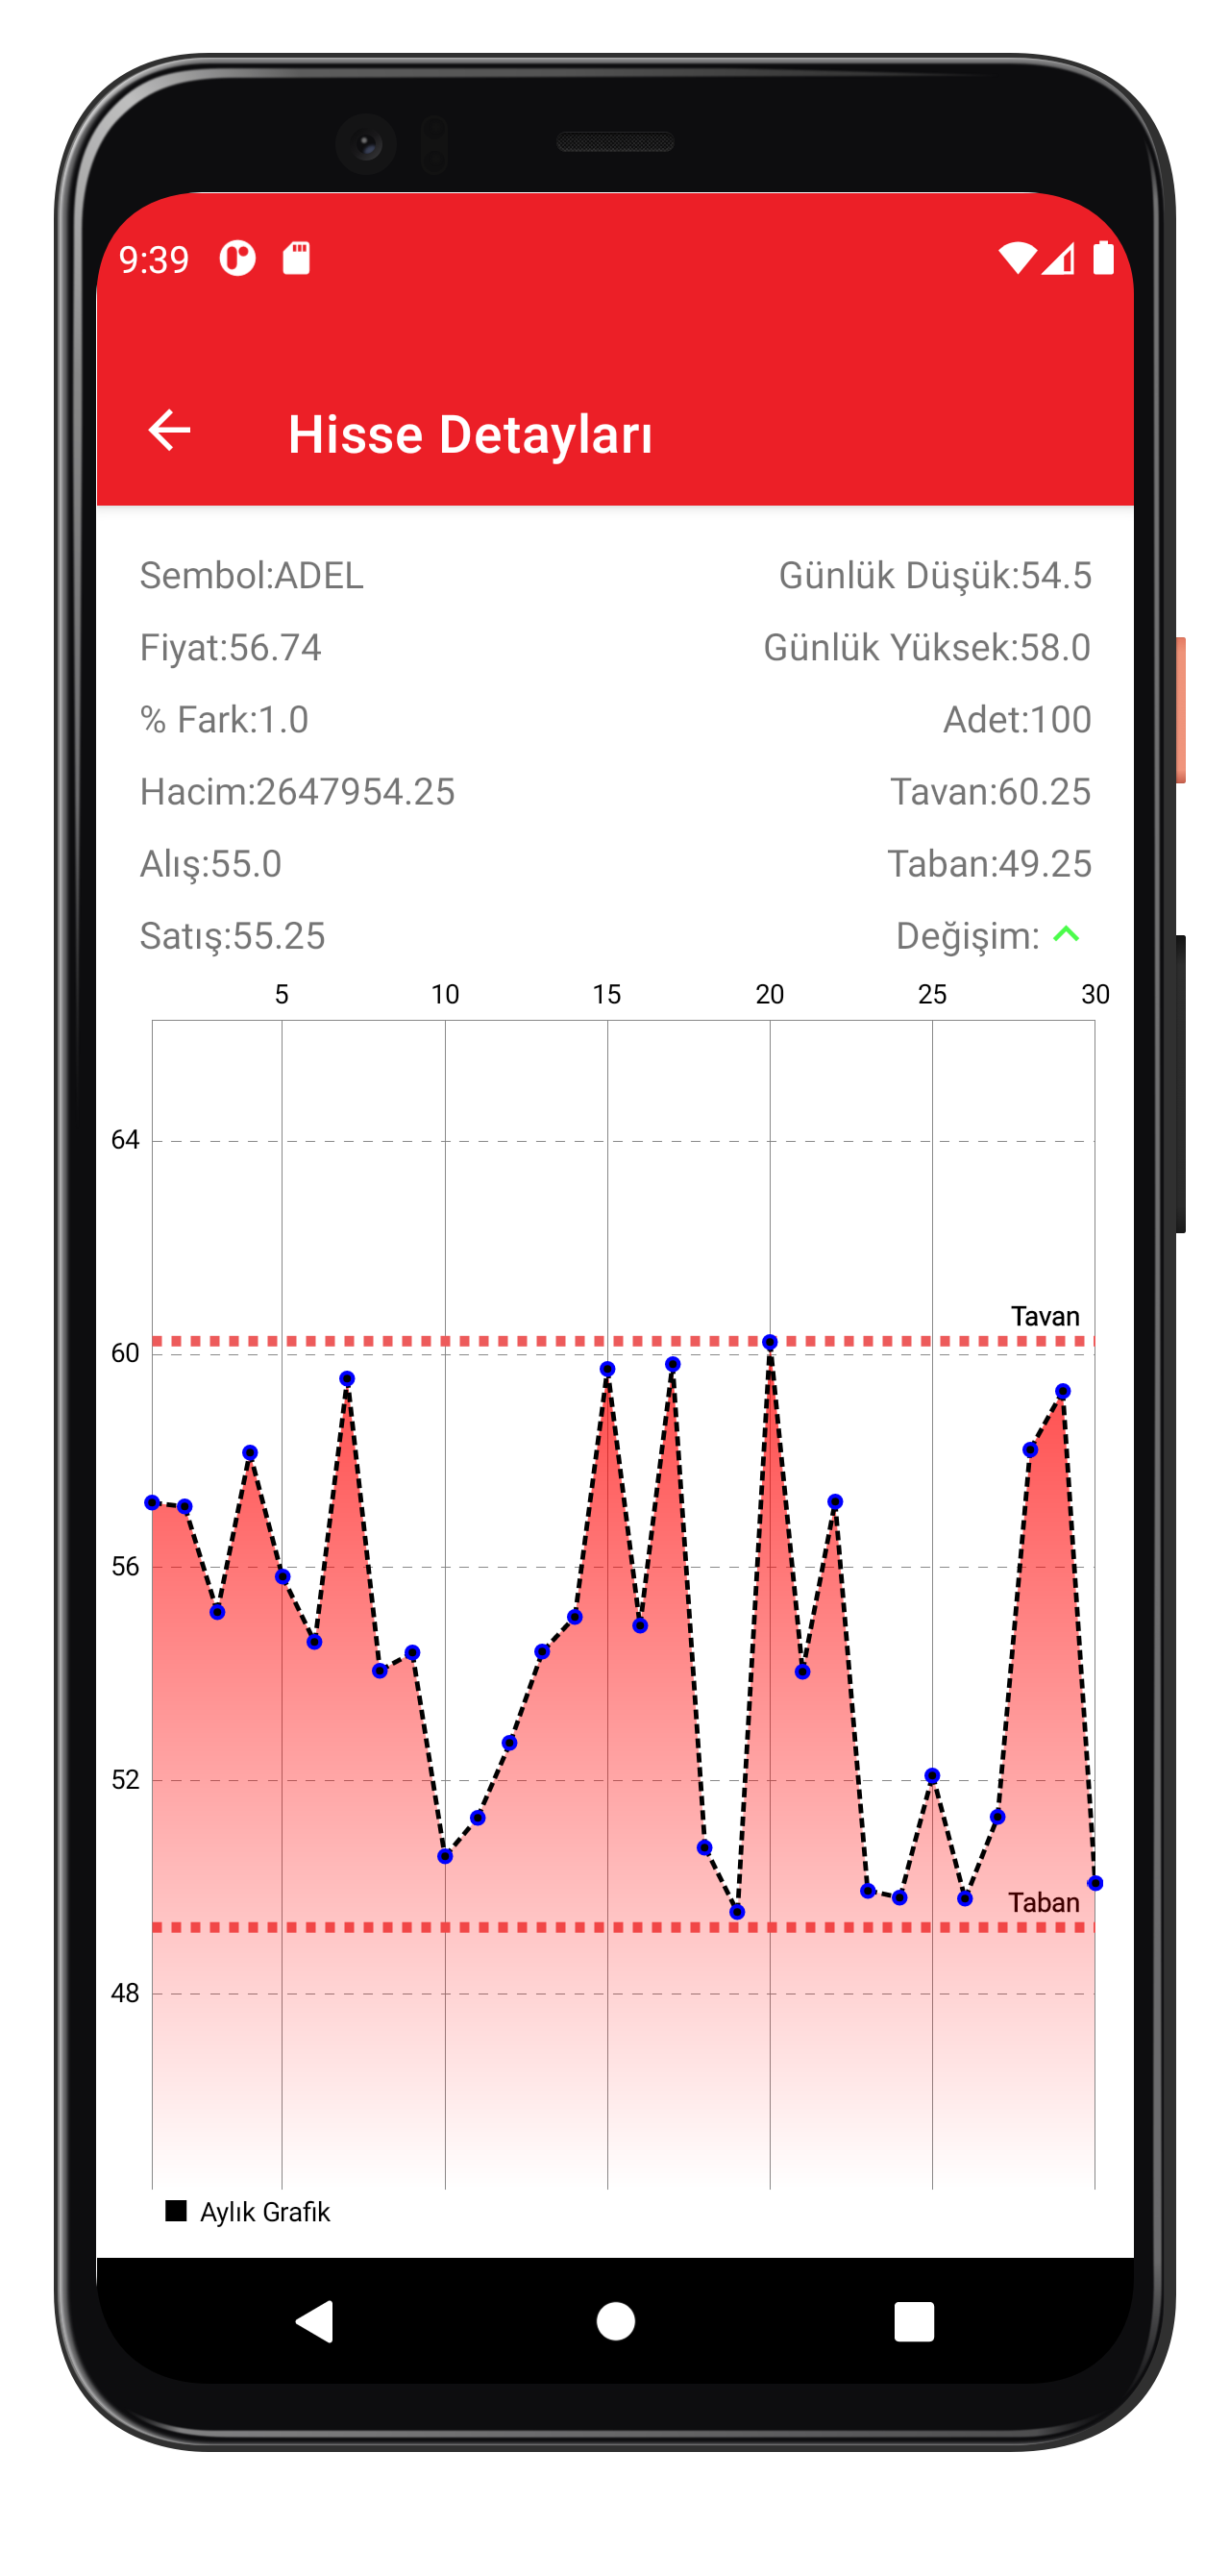 9:39
Hisse Detayları
Sembol:ADEL
Günlük Düşük:54.5
Fiyat:56.74
Günlük Yüksek:58.0
% Fark:1.0
Adet:100
Hacim:2647954.25
Tavan:60.25
Alış:55.0
Taban:49.25
Satış:55.25
Değişim:
5 10 15 20 25 30
64
Tavan
60
56
52
Taban
48
Aylık Grafik